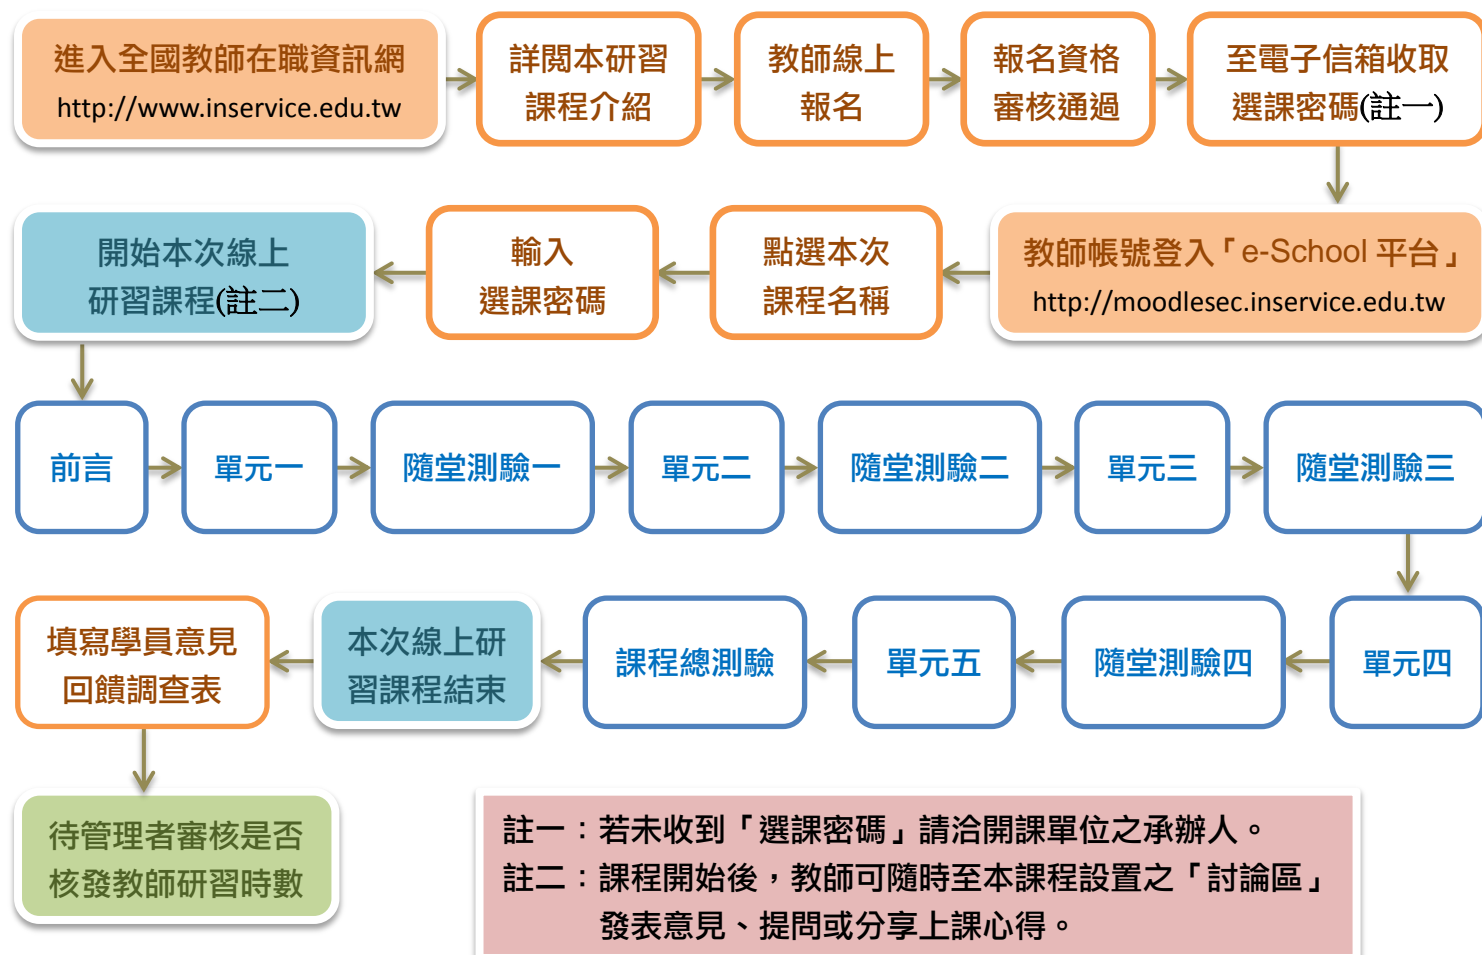 進入全國教師在職資訊網
http://www.inservice.edu.tw
詳閱本研習
課程介紹
教師線上
報名
報名資格
審核通過
至電子信箱收取
選課密碼(註一)
教師帳號登入「e-School 平台」
http://moodlesec.inservice.edu.tw
點選本次
課程名稱
輸入
選課密碼
開始本次線上
研習課程(註二)
前言
單元一
隨堂測驗一
單元二
隨堂測驗二
單元三
隨堂測驗三
單元四
隨堂測驗四
單元五
課程總測驗
本次線上研
習課程結束
填寫學員意見
回饋調查表
待管理者審核是否
核發教師研習時數
註一：若未收到「選課密碼」請洽開課單位之承辦人。
註二：課程開始後，教師可隨時至本課程設置之「討論區」
發表意見、提問或分享上課心得。